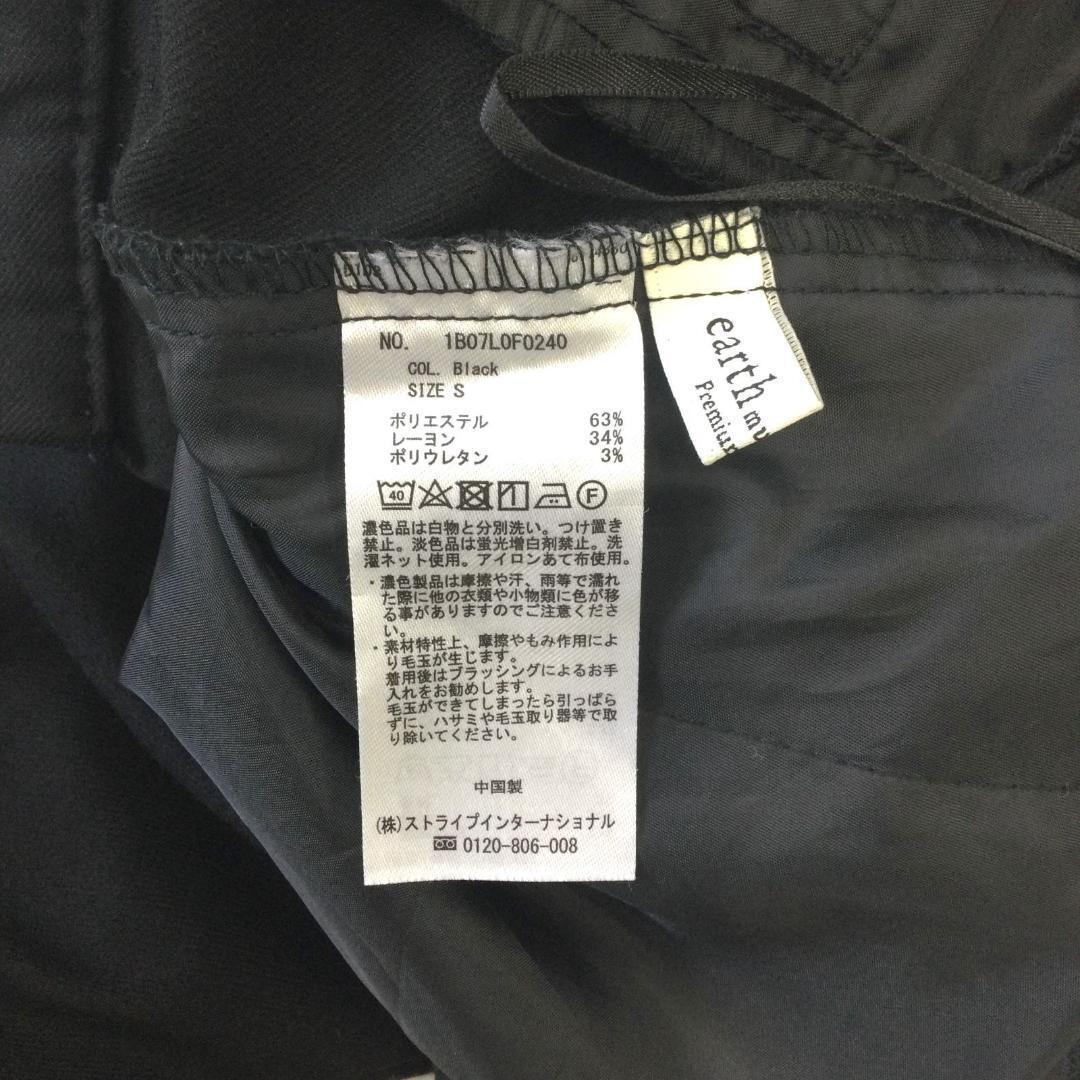 NO. 1B07L0F0240
COL. Black
SIZE S
ポリエステル 63%
レーヨン 34%
ポリウレタン 3%
40 F
濃色品は白物と分別洗い。つけ置き
禁止。淡色品は蛍光増白剤禁止。洗
濯ネット使用。アイロンあて布使用。
・濃色製品は摩擦や汗、雨等で濡れ
た際に他の衣類や小物類に色が移
る事がありますのでご注意くださ
い。
・素材特性上、摩擦やもみ作用によ
り毛玉が生じます。
着用後はブラッシングによるお手
入れをお勧めします。
毛玉ができてしまったら引っぱら
ずに、ハサミや毛玉取り器等で取
り除いてください。
中国製
(株)ストライプインターナショナル
0120-806-008
earth